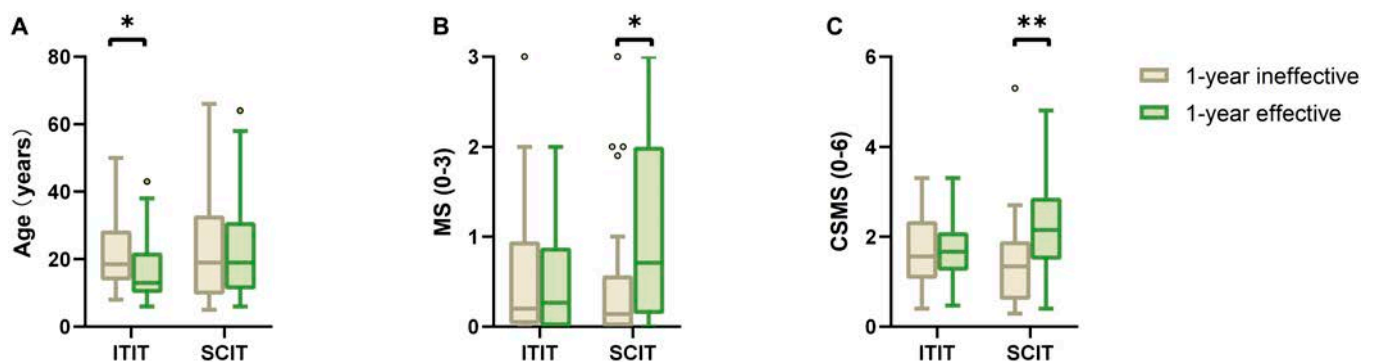 A
*
Age (years)
80
60
40
20
0
ITIT SCIT
B
*
MS (0-3)
3
2
1
0
ITIT SCIT
C
**
CSMS (0-6)
6
4
2
0
ITIT SCIT
1-year ineffective
1-year effective